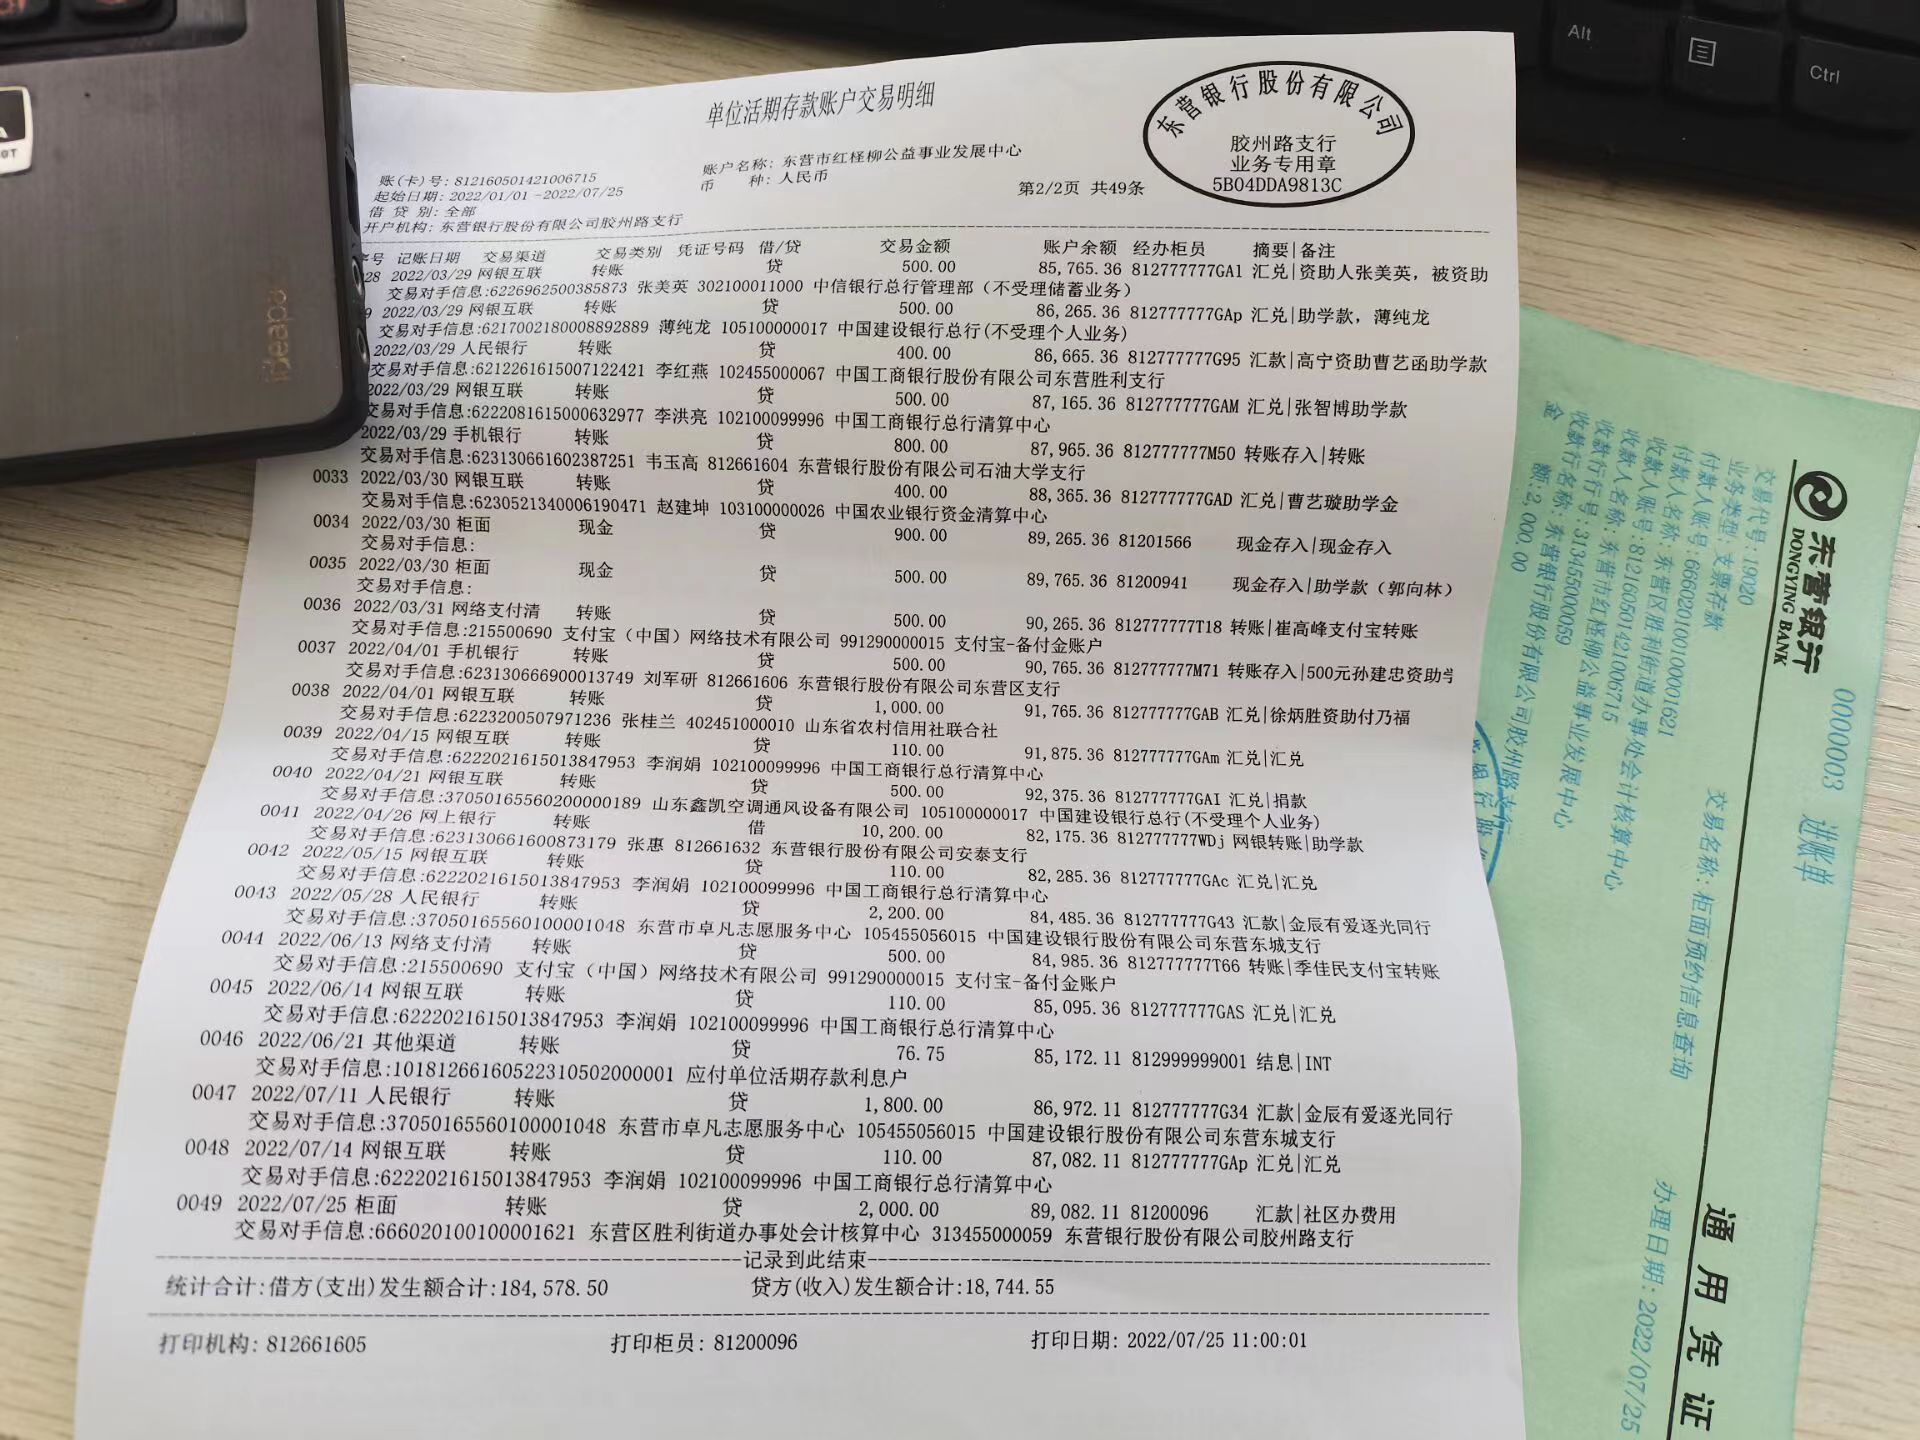 单位活期存款账户交易明细
东营银行股份有限公司
胶州路支行
业务专用章
5B04DDA9813C
账(卡)号: 812160501421006715
账户名称: 东营市红柽柳公益事业发展中心
起始日期: 2022/01/01 -2022/07/25
币 种: 人民币
第2/2页 共49条
借 贷 别: 全部
开户机构: 东营银行股份有限公司胶州路支行
号 记账日期 交易渠道 交易类别 凭证号码 借/贷 交易金额 账户余额 经办柜员 摘要|备注
28 2022/03/29 网银互联 转账 贷 500.00 85,765.36 812777777GA1 汇兑|资助人张美英，被资助
交易对手信息:6226962500385873 张美英 302100011000 中信银行总行管理部（不受理储蓄业务）
9 2022/03/29 网银互联 转账 贷 500.00 86,265.36 812777777GAp 汇兑|助学款，薄纯龙
交易对手信息:6217002180008892889 薄纯龙 105100000017 中国建设银行总行(不受理个人业务)
2022/03/29 人民银行 转账 贷 400.00 86,665.36 812777777G95 汇款|高宁资助曹艺函助学款
交易对手信息:6212261615007122421 李红燕 102455000067 中国工商银行股份有限公司东营胜利支行
2022/03/29 网银互联 转账 贷 500.00 87,165.36 812777777GAM 汇兑|张智博助学款
交易对手信息:6222081615000632977 李洪亮 102100099996 中国工商银行总行清算中心
2022/03/29 手机银行 转账 贷 800.00 87,965.36 812777777M50 转账存入|转账
交易对手信息:623130661602387251 韦玉高 812661604 东营银行股份有限公司石油大学支行
0033 2022/03/30 网银互联 转账 贷 400.00 88,365.36 812777777GAD 汇兑|曹艺璇助学金
交易对手信息:6230521340006190471 赵建坤 103100000026 中国农业银行资金清算中心
0034 2022/03/30 柜面 现金 贷 900.00 89,265.36 81201566 现金存入|现金存入
交易对手信息:
0035 2022/03/30 柜面 现金 贷 500.00 89,765.36 81200941 现金存入|助学款（郭向林）
交易对手信息:
0036 2022/03/31 网络支付清 转账 贷 500.00 90,265.36 812777777T18 转账|崔高峰支付宝转账
交易对手信息:215500690 支付宝（中国）网络技术有限公司 991290000015 支付宝-备付金账户
0037 2022/04/01 手机银行 转账 贷 500.00 90,765.36 812777777M71 转账存入|500元孙建忠资助学
交易对手信息:623130666900013749 刘军研 812661606 东营银行股份有限公司东营区支行
0038 2022/04/01 网银互联 转账 贷 1,000.00 91,765.36 812777777GAB 汇兑|徐炳胜资助付乃福
交易对手信息:6223200507971236 张桂兰 402451000010 山东省农村信用社联合社
0039 2022/04/15 网银互联 转账 贷 110.00 91,875.36 812777777GAm 汇兑|汇兑
交易对手信息:6222021615013847953 李润娟 102100099996 中国工商银行总行清算中心
0040 2022/04/21 网银互联 转账 贷 500.00 92,375.36 812777777GAI 汇兑|捐款
交易对手信息:37050165560200000189 山东鑫凯空调通风设备有限公司 105100000017 中国建设银行总行(不受理个人业务)
0041 2022/04/26 网上银行 转账 借 10,200.00 82,175.36 812777777WDj 网银转账|助学款
交易对手信息:623130661600873179 张惠 812661632 东营银行股份有限公司安泰支行
0042 2022/05/15 网银互联 转账 贷 110.00 82,285.36 812777777GAc 汇兑|汇兑
交易对手信息:6222021615013847953 李润娟 102100099996 中国工商银行总行清算中心
0043 2022/05/28 人民银行 转账 贷 2,200.00 84,485.36 812777777G43 汇款|金辰有爱逐光同行
交易对手信息:37050165560100001048 东营市卓凡志愿服务中心 105455056015 中国建设银行股份有限公司东营东城支行
0044 2022/06/13 网络支付清 转账 贷 500.00 84,985.36 812777777T66 转账|季佳民支付宝转账
交易对手信息:215500690 支付宝（中国）网络技术有限公司 991290000015 支付宝-备付金账户
0045 2022/06/14 网银互联 转账 贷 110.00 85,095.36 812777777GAS 汇兑|汇兑
交易对手信息:6222021615013847953 李润娟 102100099996 中国工商银行总行清算中心
0046 2022/06/21 其他渠道 转账 贷 76.75 85,172.11 812999999001 结息|INT
交易对手信息:10181266160522310502000001 应付单位活期存款利息户
0047 2022/07/11 人民银行 转账 贷 1,800.00 86,972.11 812777777G34 汇款|金辰有爱逐光同行
交易对手信息:37050165560100001048 东营市卓凡志愿服务中心 105455056015 中国建设银行股份有限公司东营东城支行
0048 2022/07/14 网银互联 转账 贷 110.00 87,082.11 812777777GAp 汇兑|汇兑
交易对手信息:6222021615013847953 李润娟 102100099996 中国工商银行总行清算中心
0049 2022/07/25 柜面 转账 贷 2,000.00 89,082.11 81200096 汇款|社区办费用
交易对手信息:666020100100001621 东营区胜利街道办事处会计核算中心 313455000059 东营银行股份有限公司胶州路支行
记录到此结束
统计合计:借方(支出)发生额合计:184,578.50 贷方(收入)发生额合计:18,744.55
打印机构: 812661605 打印柜员: 81200096 打印日期: 2022/07/25 11:00:01
东营银行
DONGYING BANK
通用凭证
0000003 进账单
交易代号:19020
交易名称:柜面预约信息查询
办理日期:2022/07/25
业务类型:支票存款
付款人账号:666020100100001621
付款人名称:东营区胜利街道办事处会计核算中心
收款人账号:812160501421006715
收款人名称:东营市红柽柳公益事业发展中心
收款行行号:313455000059
收款行名称:东营银行股份有限公司胶州路支行
金 额:2,000.00
Alt
Ctrl
ideapa